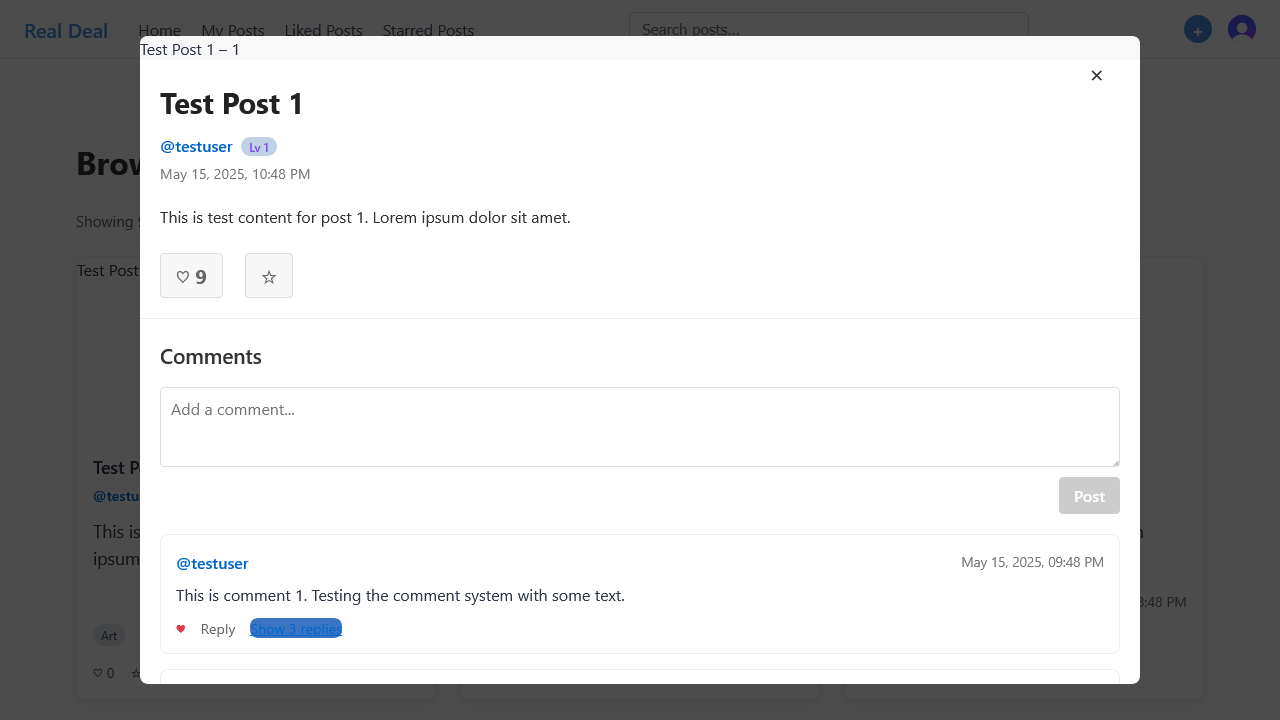 Real Deal
Home My Posts Liked Posts Starred Posts
Search posts...
+
Test Post 1 – 1
×
Test Post 1
@testuser Lv 1
May 15, 2025, 10:48 PM
This is test content for post 1. Lorem ipsum dolor sit amet.
♡ 9 ☆
Comments
Add a comment...
Post
@testuser May 15, 2025, 09:48 PM
This is comment 1. Testing the comment system with some text.
♥ Reply Show 3 replies
Showing
Test Post
@testu
This is
ipsum
Art
♡ 0 ☆
:48 PM